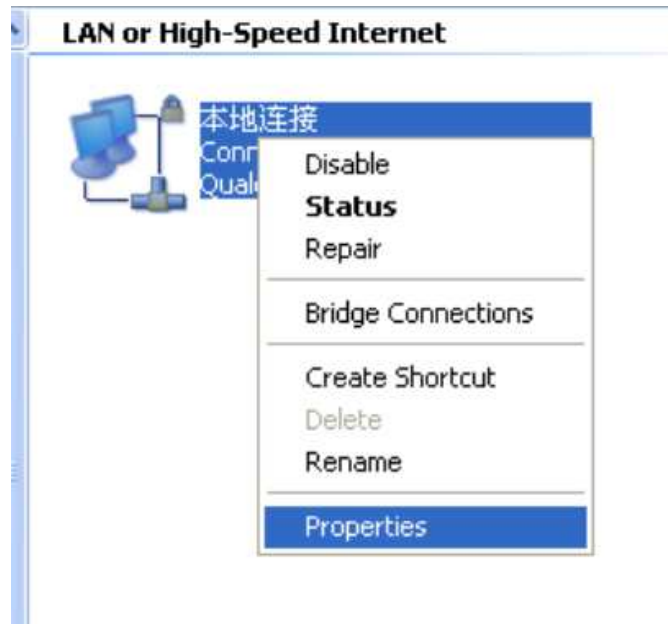 LAN or High-Speed Internet
本地连接
Disable
Status
Repair
Bridge Connections
Create Shortcut
Delete
Rename
Properties